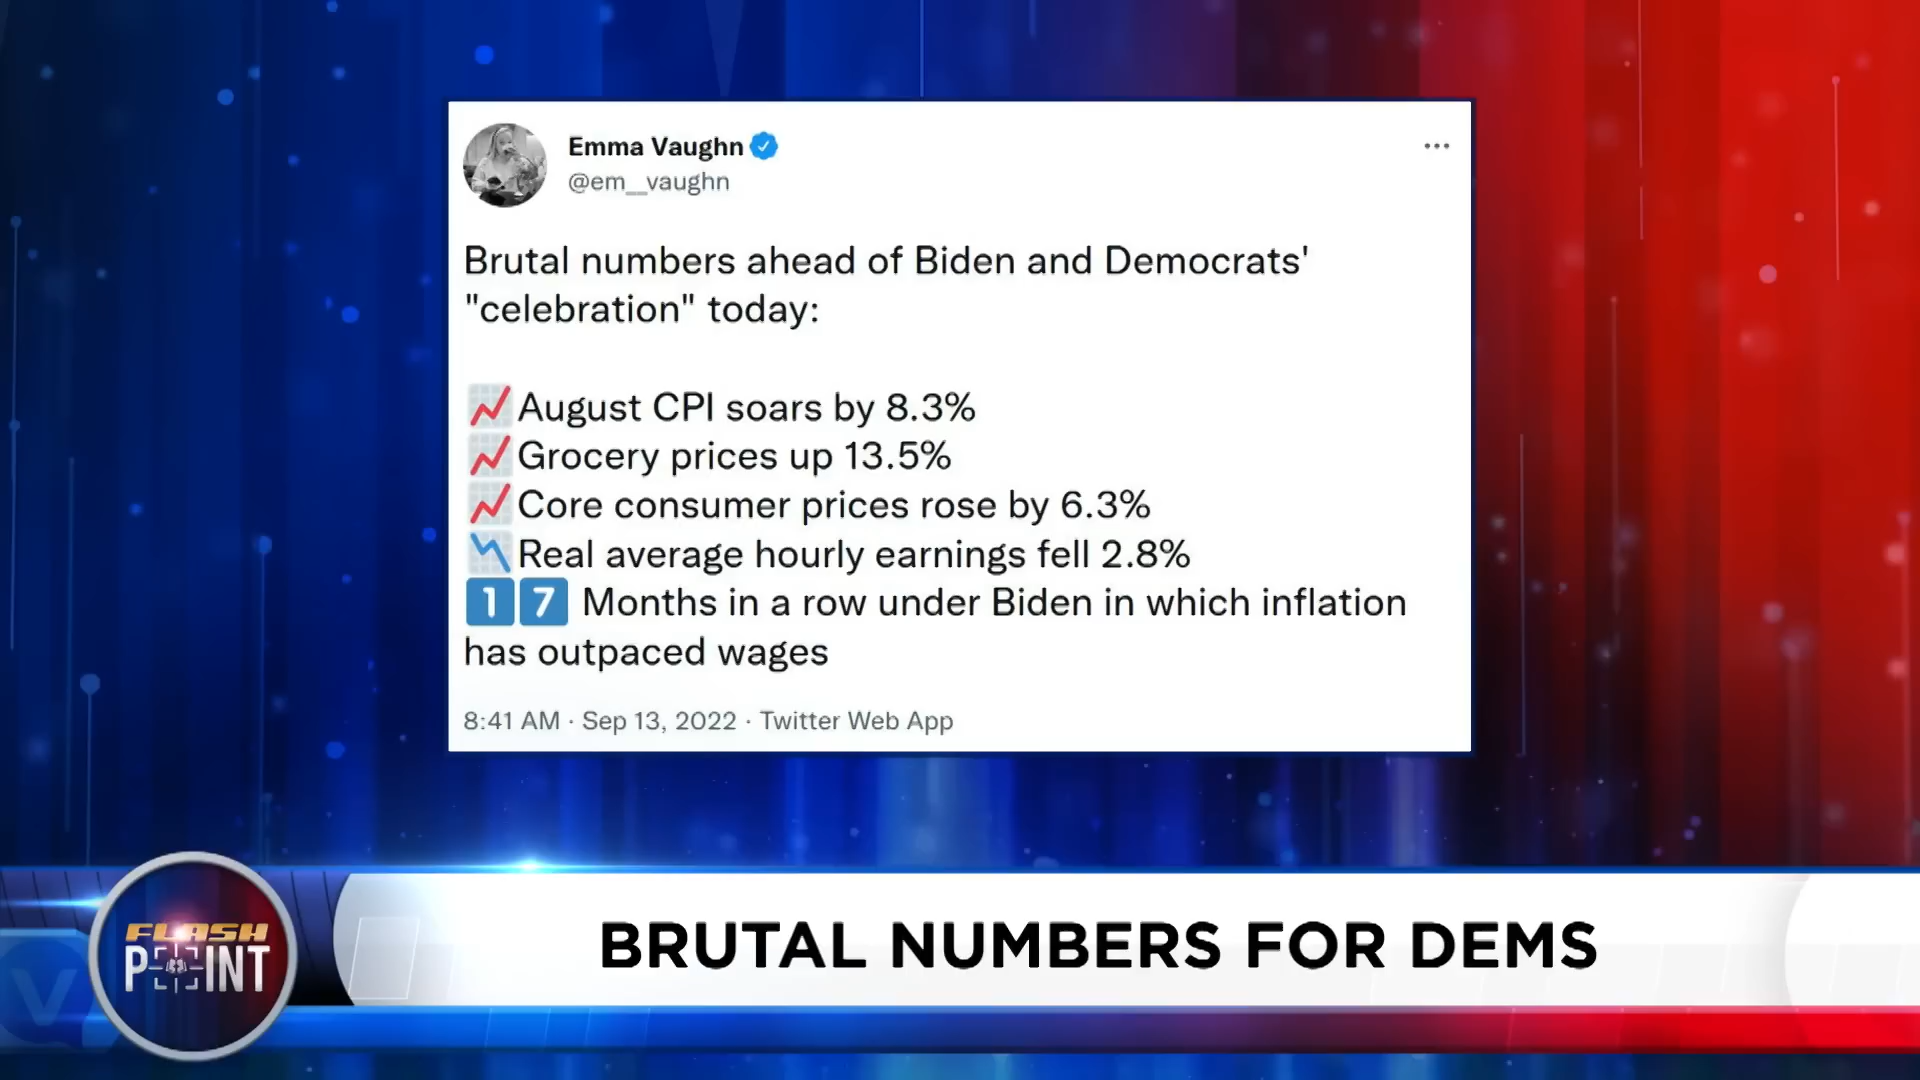 Emma Vaughn
@em__vaughn
Brutal numbers ahead of Biden and Democrats'
"celebration" today:
📈August CPI soars by 8.3%
📈Grocery prices up 13.5%
📈Core consumer prices rose by 6.3%
📉Real average hourly earnings fell 2.8%
1️⃣7️⃣ Months in a row under Biden in which inflation
has outpaced wages
8:41 AM · Sep 13, 2022 · Twitter Web App
FLASH
POINT
BRUTAL NUMBERS FOR DEMS
V